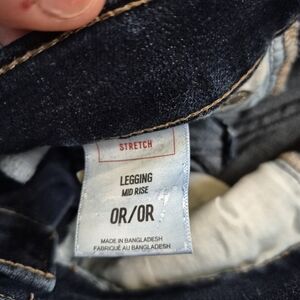 STRETCH
LEGGING
MID RISE
OR/OR
MADE IN BANGLADESH
FABRIQUÉ AU BANGLADESH